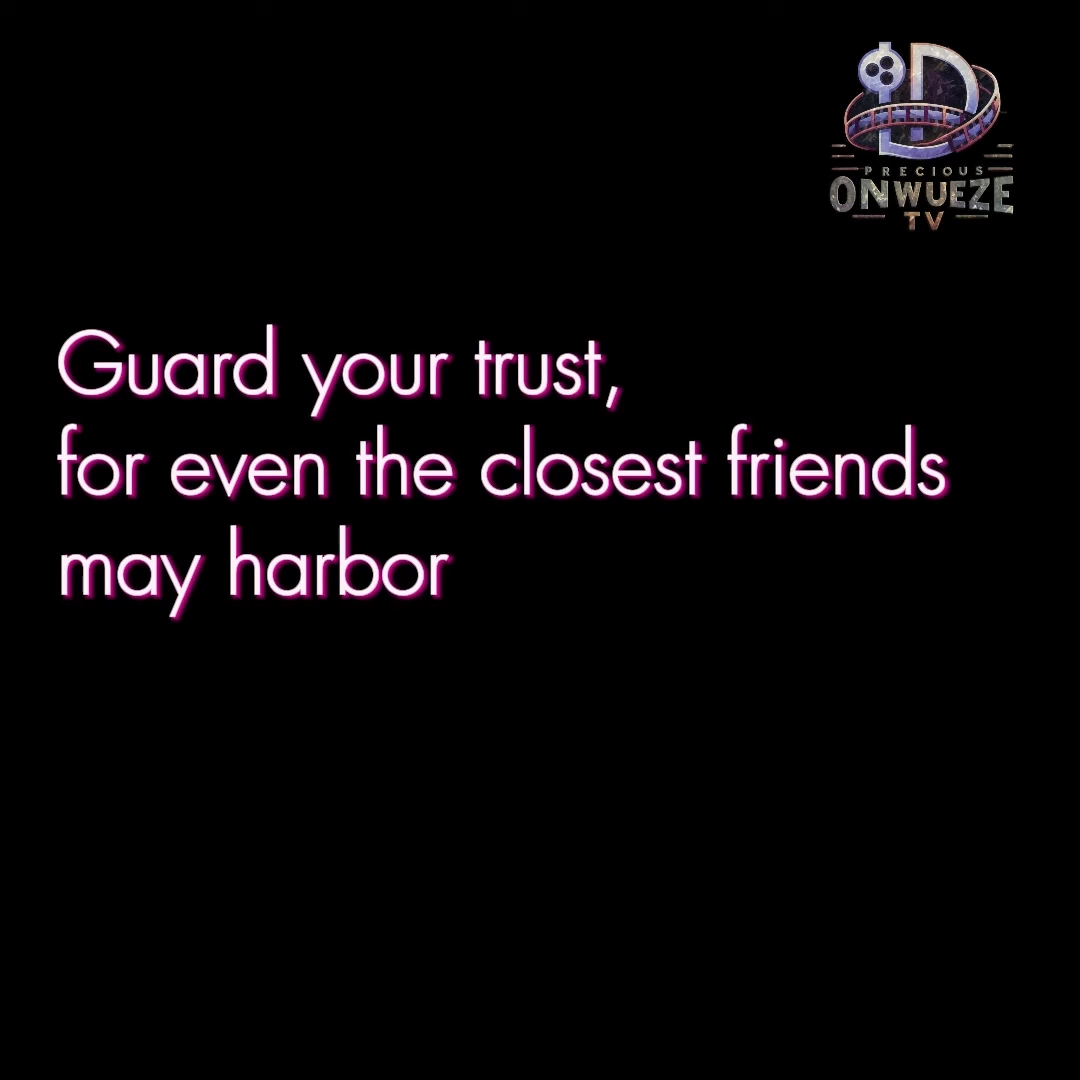 PRECIOUS
ONWUEZE
TV
Guard your trust,
for even the closest friends
may harbor